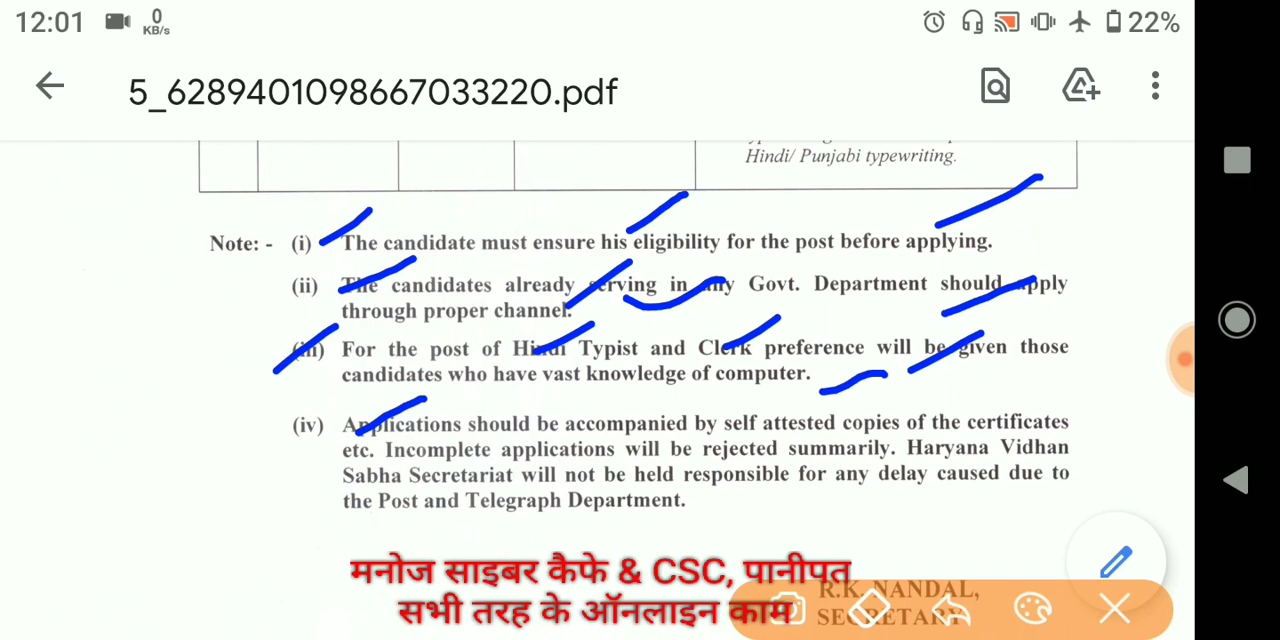 12:01 0 KB/s 22%
5_6289401098667033220.pdf
Hindi/ Punjabi typewriting.
Note: - (i) The candidate must ensure his eligibility for the post before applying.
(ii) The candidates already serving in any Govt. Department should apply
through proper channel.
(iii) For the post of Hindi Typist and Clerk preference will be given those
candidates who have vast knowledge of computer.
(iv) Applications should be accompanied by self attested copies of the certificates
etc. Incomplete applications will be rejected summarily. Haryana Vidhan
Sabha Secretariat will not be held responsible for any delay caused due to
the Post and Telegraph Department.
मनोज साइबर कैफे & CSC, पानीपत
सभी तरह के ऑनलाइन काम
R.K. NANDAL,
SECRETARY